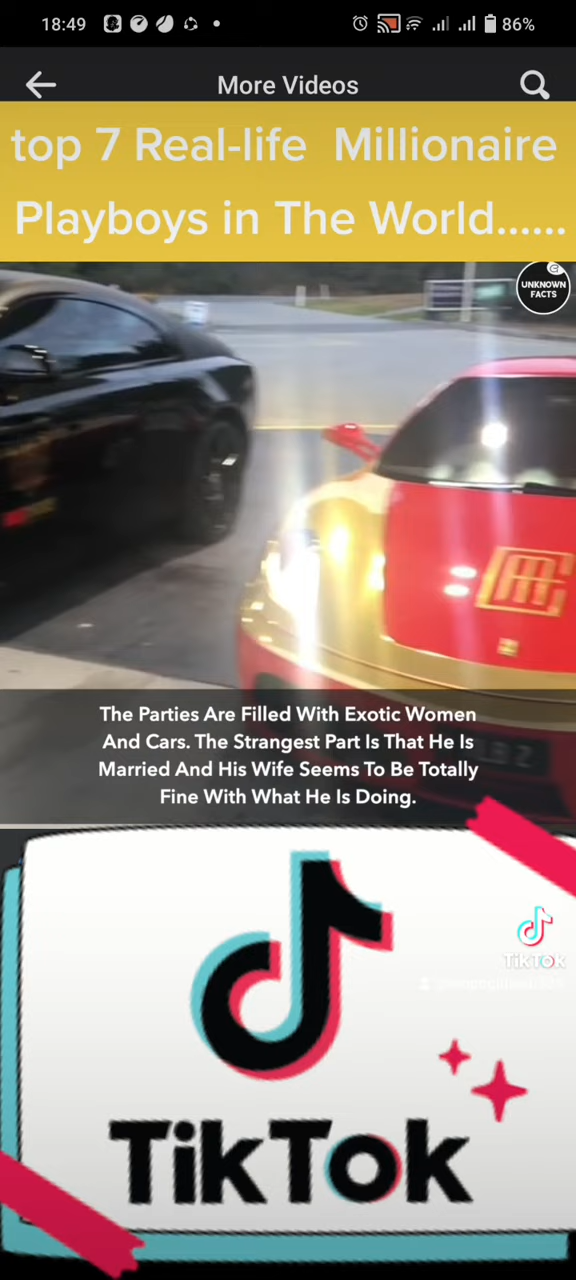 18:49
86%
More Videos
top 7 Real-life Millionaire
Playboys in The World......
UNKNOWN
FACTS
The Parties Are Filled With Exotic Women
And Cars. The Strangest Part Is That He Is
Married And His Wife Seems To Be Totally
Fine With What He Is Doing.
TikTok
TikTok